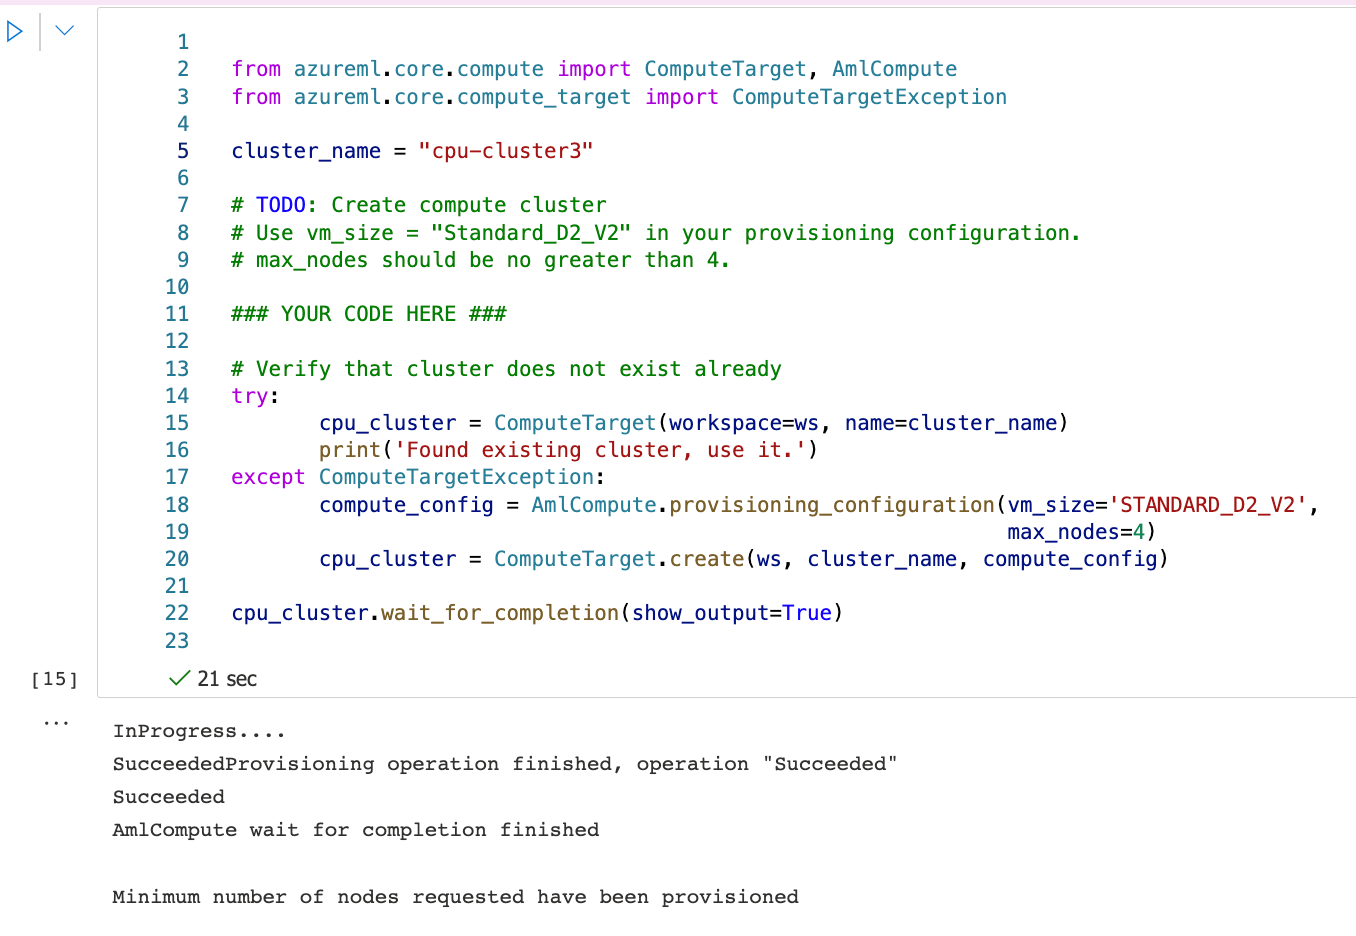 1
2 from azureml.core.compute import ComputeTarget, AmlCompute
3 from azureml.core.compute_target import ComputeTargetException
4
5 cluster_name = "cpu-cluster3"
6
7 # TODO: Create compute cluster
8 # Use vm_size = "Standard_D2_V2" in your provisioning configuration.
9 # max_nodes should be no greater than 4.
10
11 ### YOUR CODE HERE ###
12
13 # Verify that cluster does not exist already
14 try:
15        cpu_cluster = ComputeTarget(workspace=ws, name=cluster_name)
16        print('Found existing cluster, use it.')
17 except ComputeTargetException:
18        compute_config = AmlCompute.provisioning_configuration(vm_size='STANDARD_D2_V2',
19                                                               max_nodes=4)
20        cpu_cluster = ComputeTarget.create(ws, cluster_name, compute_config)
21
22 cpu_cluster.wait_for_completion(show_output=True)
23
[15] ✓ 21 sec
...
InProgress....
SucceededProvisioning operation finished, operation "Succeeded"
Succeeded
AmlCompute wait for completion finished
Minimum number of nodes requested have been provisioned